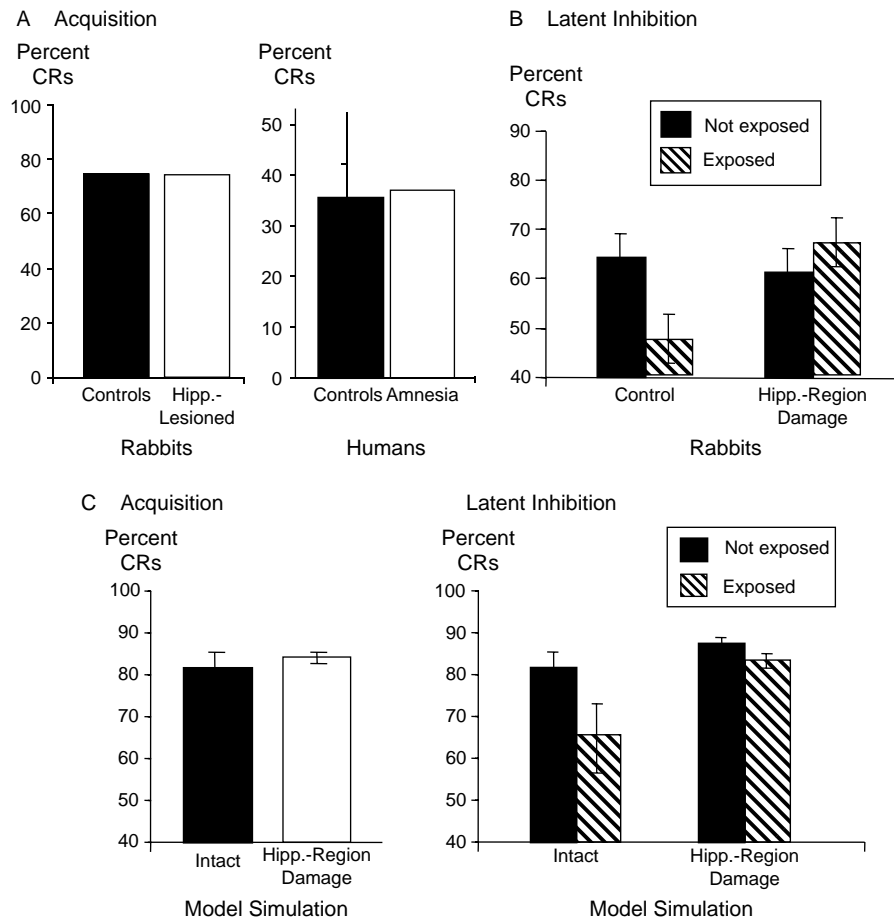 A Acquisition
Percent
CRs
100
80
60
40
20
0
Controls Hipp.-
Lesioned
Rabbits
Percent
CRs
50
40
30
20
10
0
Controls Amnesia
Humans
B Latent Inhibition
Percent
CRs
Not exposed
Exposed
90
80
70
60
50
40
Control Hipp.-Region
Damage
Rabbits
C Acquisition
Percent
CRs
100
90
80
70
60
50
40
Intact Hipp.-Region
Damage
Model Simulation
Latent Inhibition
Percent
CRs
Not exposed
Exposed
100
90
80
70
60
50
40
Intact Hipp.-Region
Damage
Model Simulation